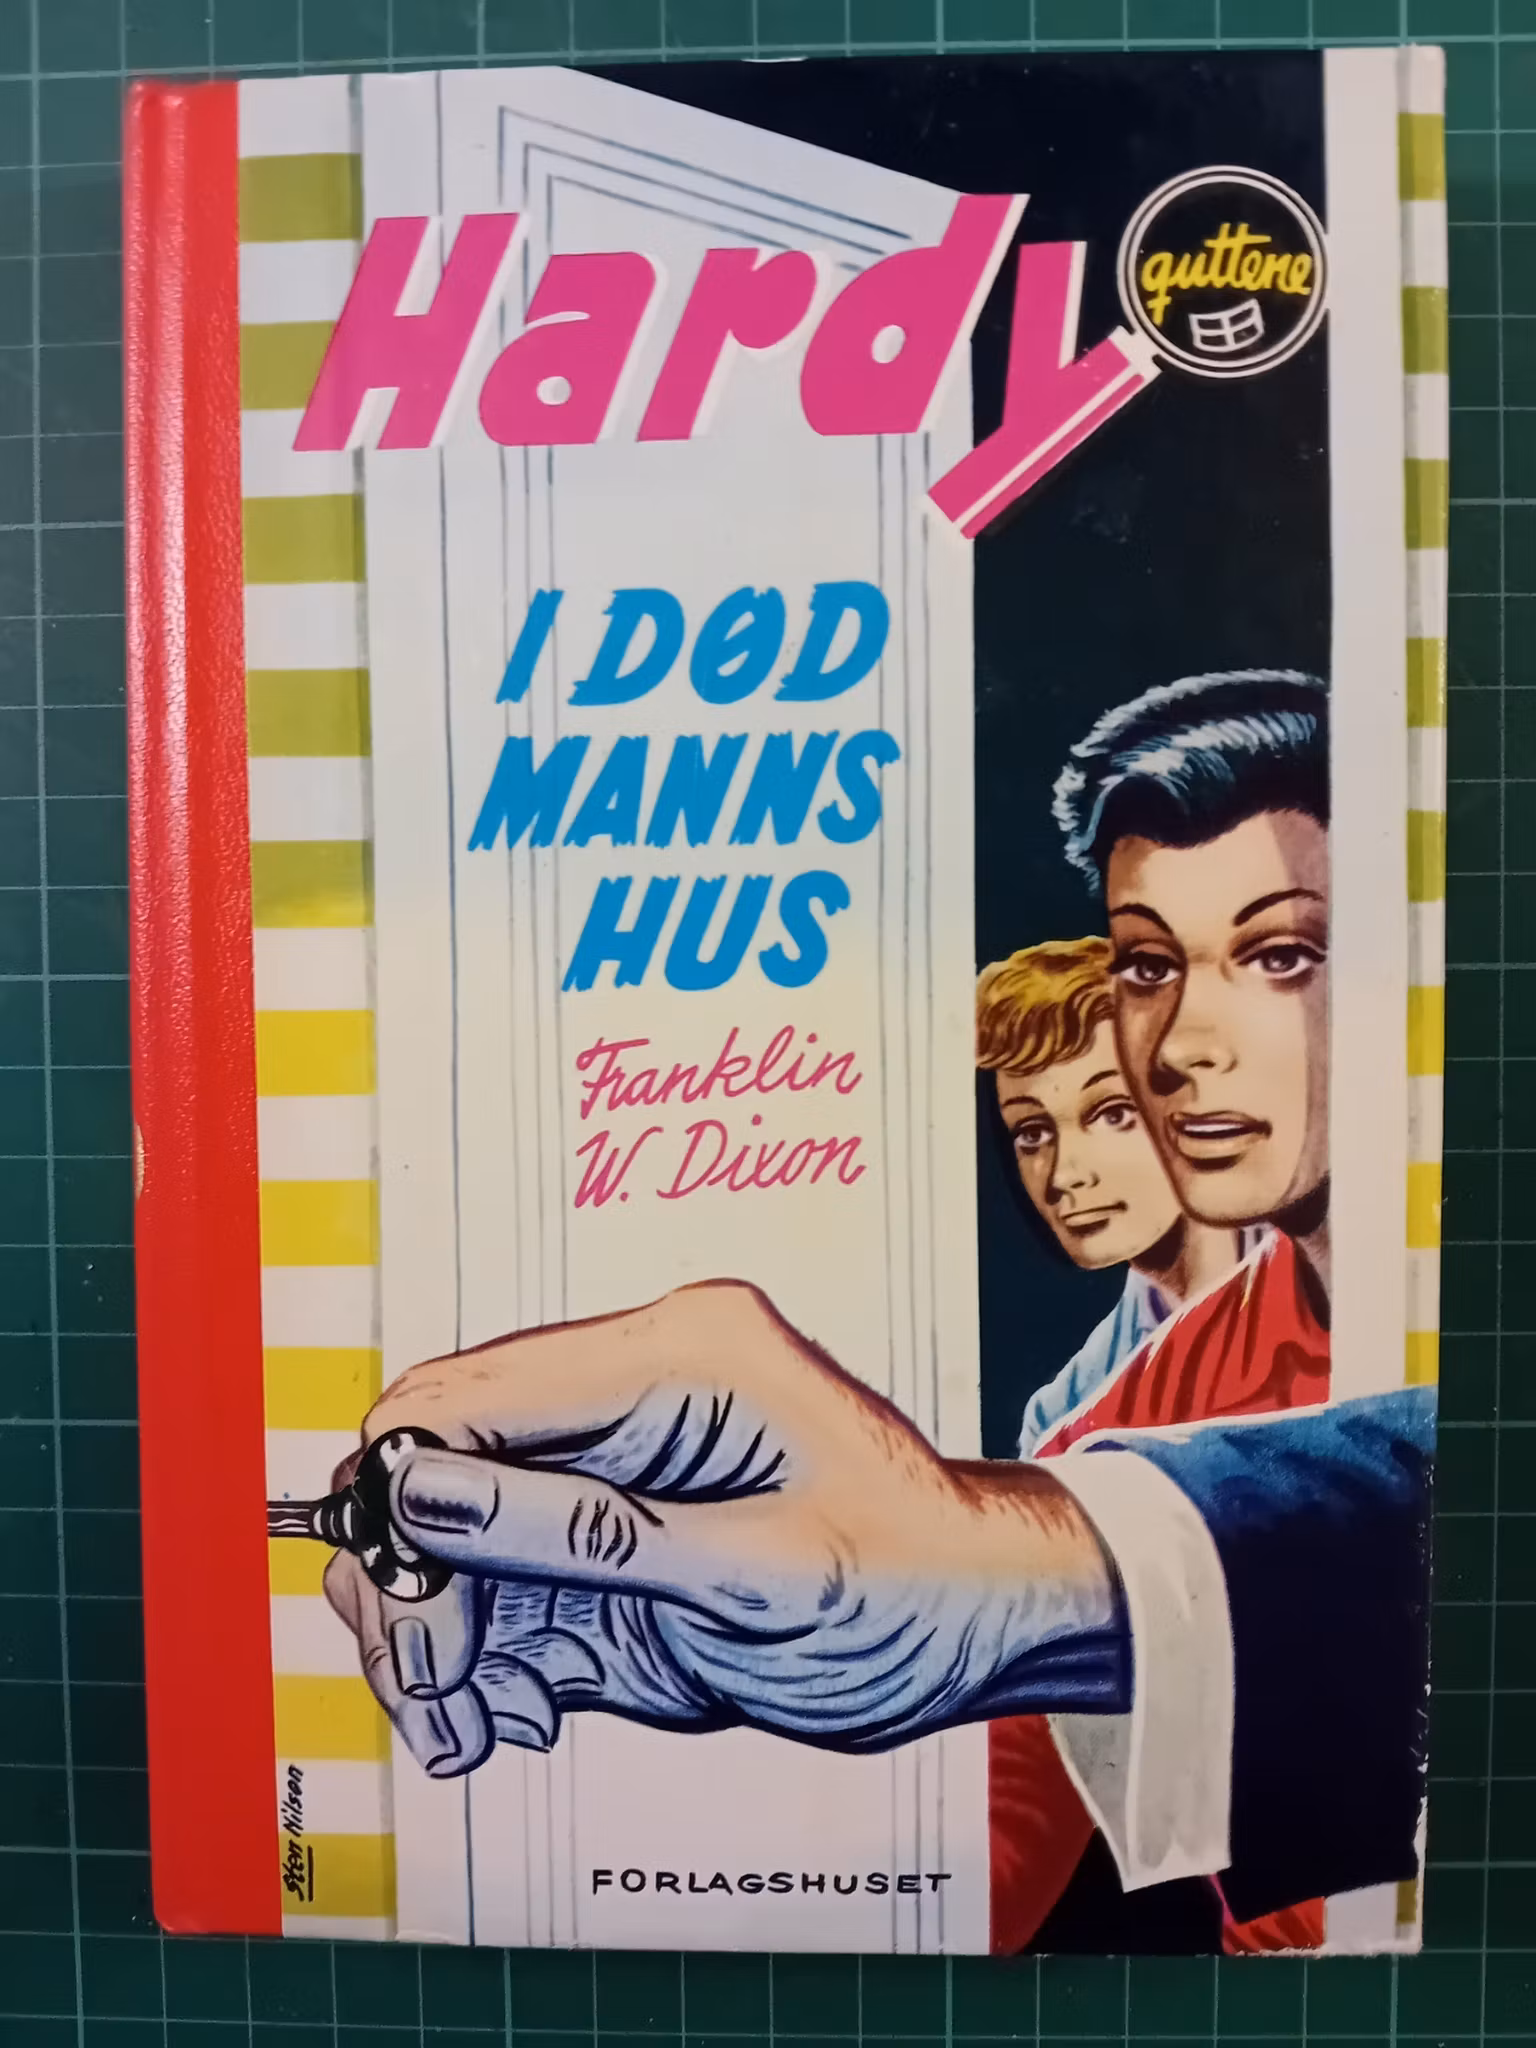 Hardy
guttene
I DØD
MANNS
HUS
Franklin
W. Dixon
Sten Nilsen
FORLAGSHUSET